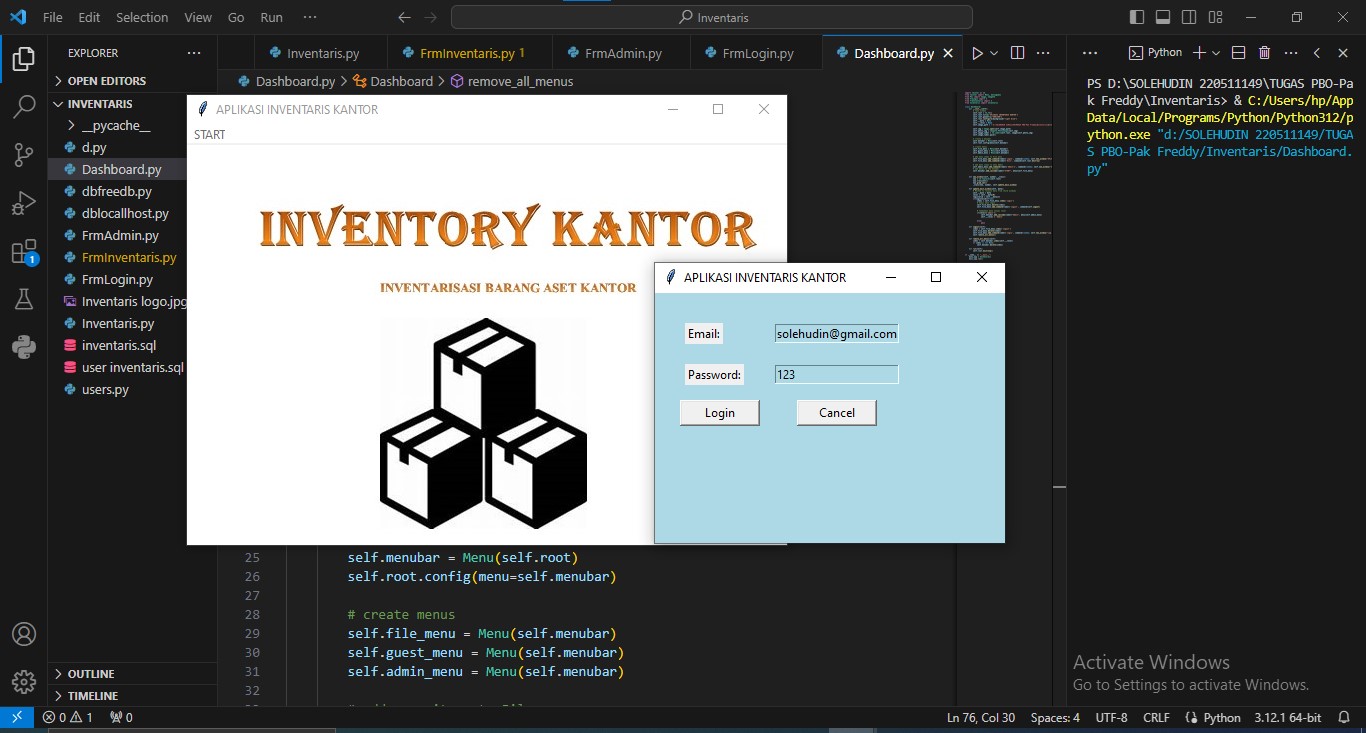 File Edit Selection View Go Run ··· Inventaris
EXPLORER ···
OPEN EDITORS
INVENTARIS
__pycache__
d.py
Dashboard.py
dbfreedb.py
dblocallhost.py
FrmAdmin.py
FrmInventaris.py
FrmLogin.py
Inventaris logo.jpg
Inventaris.py
inventaris.sql
user inventaris.sql
users.py
OUTLINE
TIMELINE
Inventaris.py FrmInventaris.py 1 FrmAdmin.py FrmLogin.py Dashboard.py
Dashboard.py > Dashboard > remove_all_menus
APLIKASI INVENTARIS KANTOR
START
INVENTORY KANTOR
INVENTARISASI BARANG ASET KANTOR
APLIKASI INVENTARIS KANTOR
Email: solehudin@gmail.com
Password: 123
Login Cancel
25 self.menubar = Menu(self.root)
26 self.root.config(menu=self.menubar)
27
28 # create menus
29 self.file_menu = Menu(self.menubar)
30 self.guest_menu = Menu(self.menubar)
31 self.admin_menu = Menu(self.menubar)
32
Python
PS D:\SOLEHUDIN 220511149\TUGAS PBO-Pa
k Freddy\Inventaris> & C:/Users/hp/App
Data/Local/Programs/Python/Python312/p
ython.exe "d:/SOLEHUDIN 220511149/TUGA
S PBO-Pak Freddy/Inventaris/Dashboard.
py"
Activate Windows
Go to Settings to activate Windows.
1
0 1 0 Ln 76, Col 30 Spaces: 4 UTF-8 CRLF Python 3.12.1 64-bit